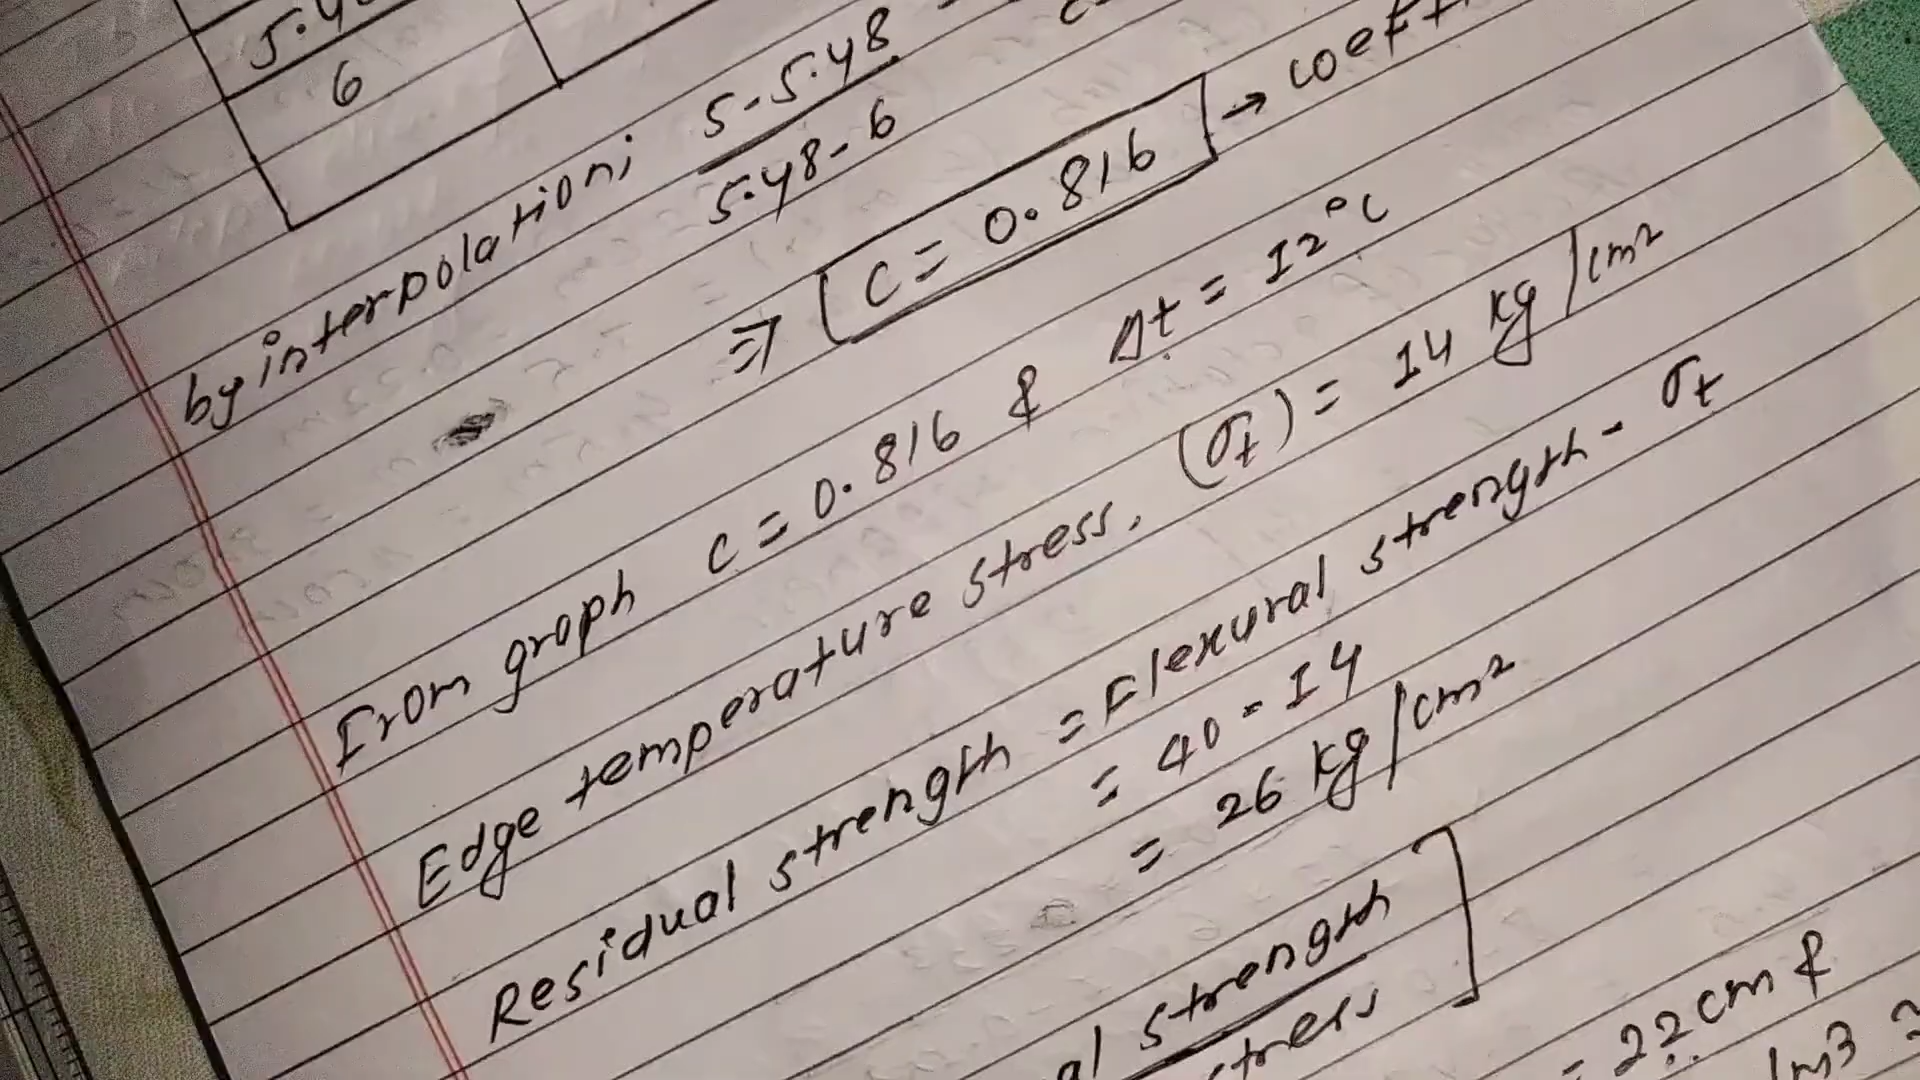 5.48
6
by interpolation; 5-5.48
5.48-6
⇒ C = 0.816 →
From graph C = 0.816 & Δt = 12°C
Edge temperature stress, (σt) = 14 kg/cm²
Residual strength = Flexural strength - σt
= 40 - 14
= 26 kg/cm²
strength
stress
= 22 cm &